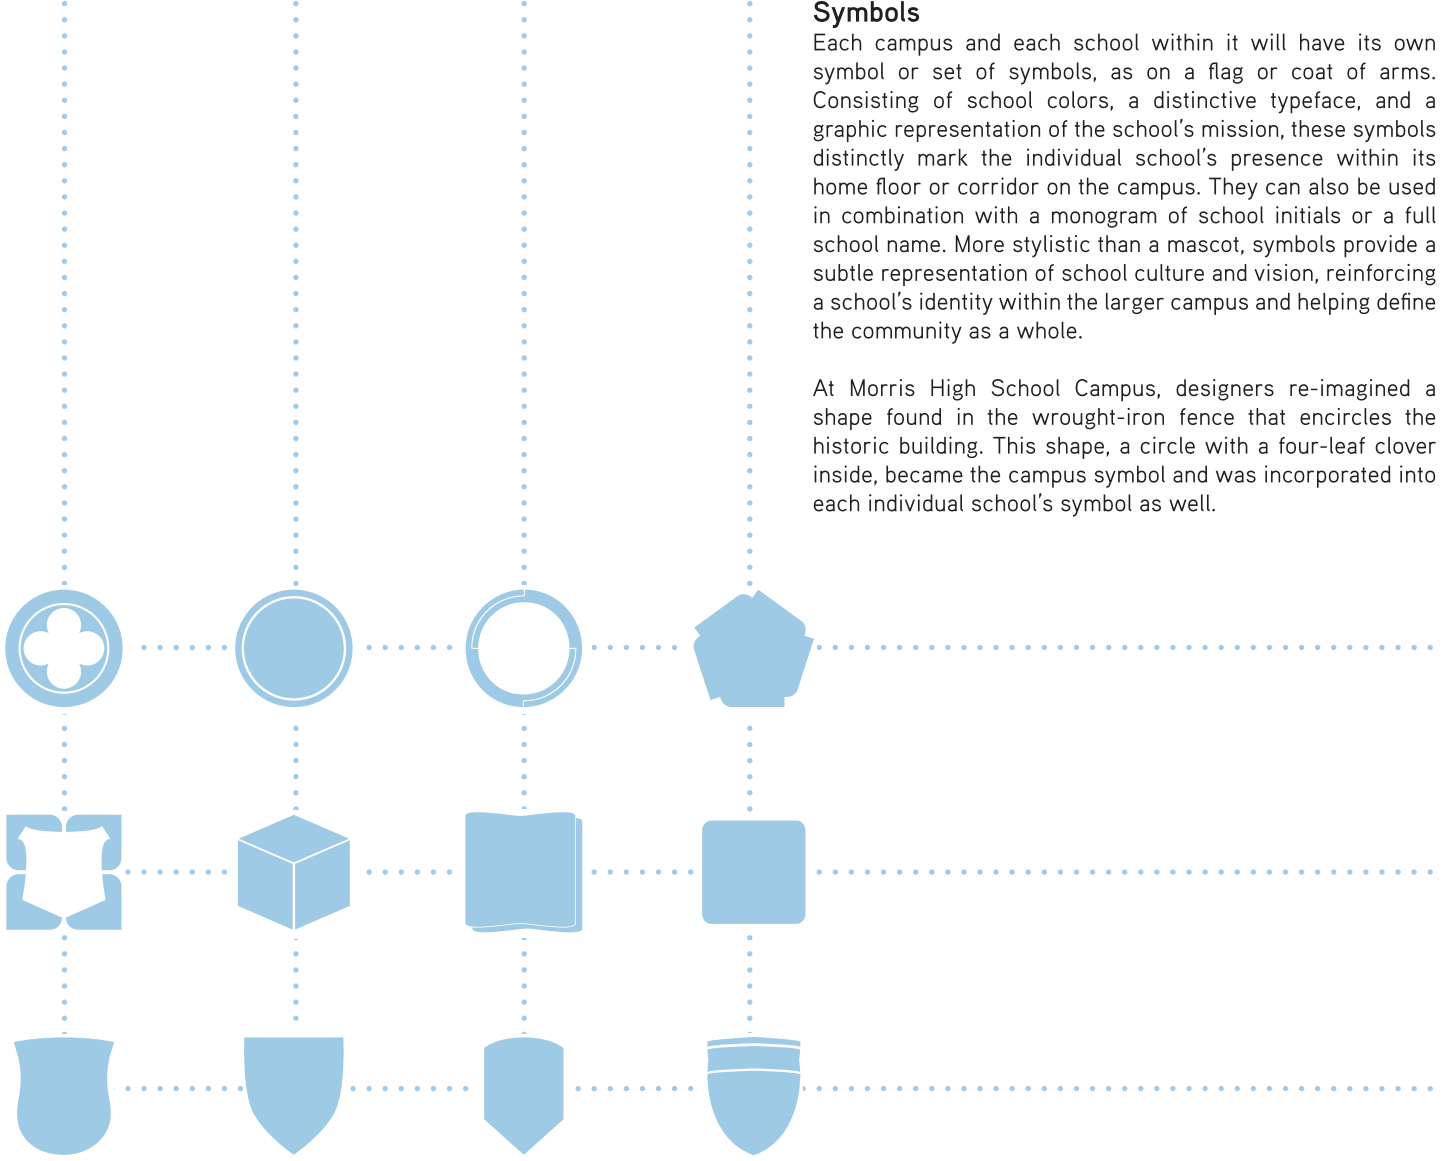 Symbols
Each campus and each school within it will have its own
symbol or set of symbols, as on a flag or coat of arms.
Consisting of school colors, a distinctive typeface, and a
graphic representation of the school's mission, these symbols
distinctly mark the individual school's presence within its
home floor or corridor on the campus. They can also be used
in combination with a monogram of school initials or a full
school name. More stylistic than a mascot, symbols provide a
subtle representation of school culture and vision, reinforcing
a school's identity within the larger campus and helping define
the community as a whole.
At Morris High School Campus, designers re-imagined a
shape found in the wrought-iron fence that encircles the
historic building. This shape, a circle with a four-leaf clover
inside, became the campus symbol and was incorporated into
each individual school's symbol as well.